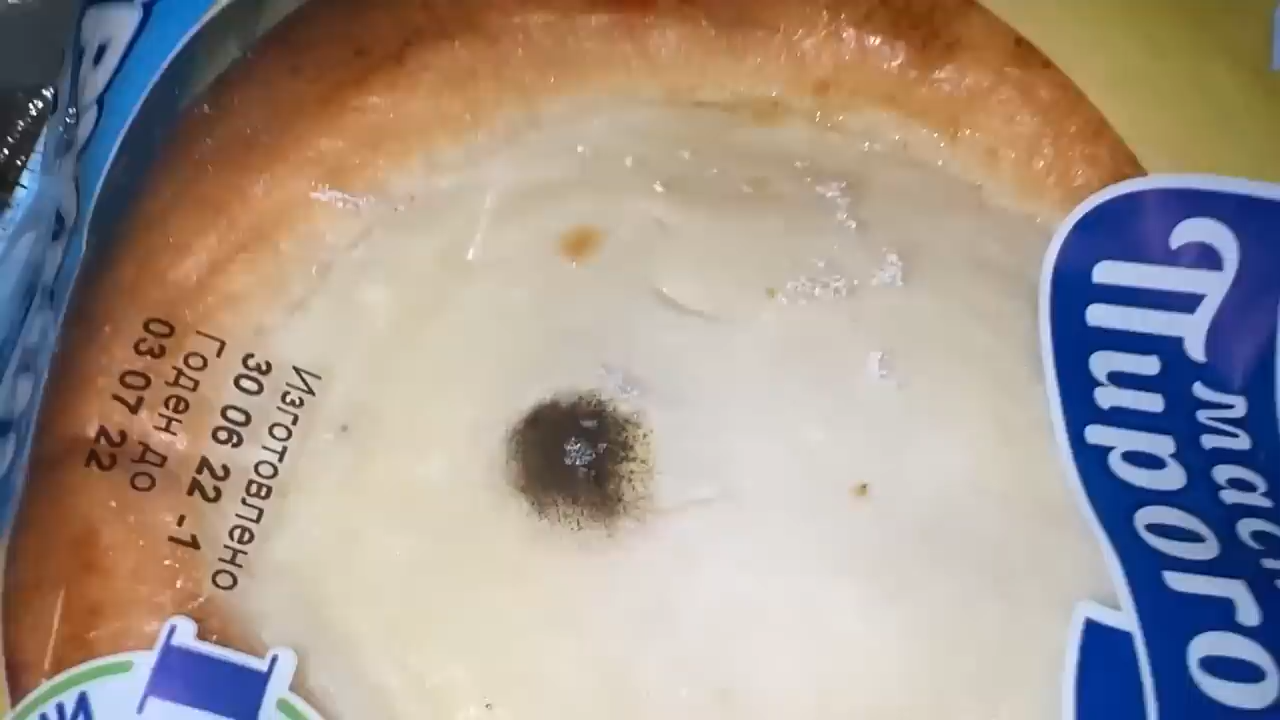 Изготовлено
30 06 22 -1
Годен до
03 07 22
Пирого